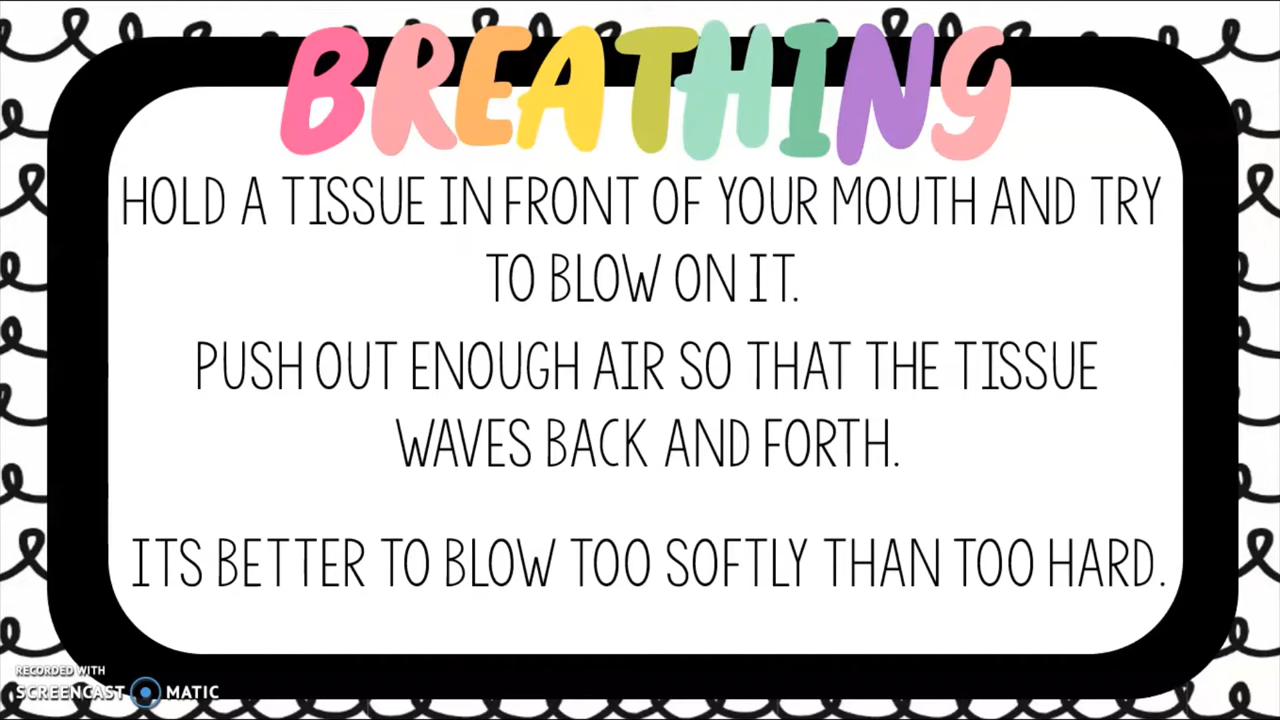 BREATHING
HOLD A TISSUE IN FRONT OF YOUR MOUTH AND TRY
TO BLOW ON IT.
PUSH OUT ENOUGH AIR SO THAT THE TISSUE
WAVES BACK AND FORTH.
ITS BETTER TO BLOW TOO SOFTLY THAN TOO HARD.
RECORDED WITH
SCREENCAST MATIC